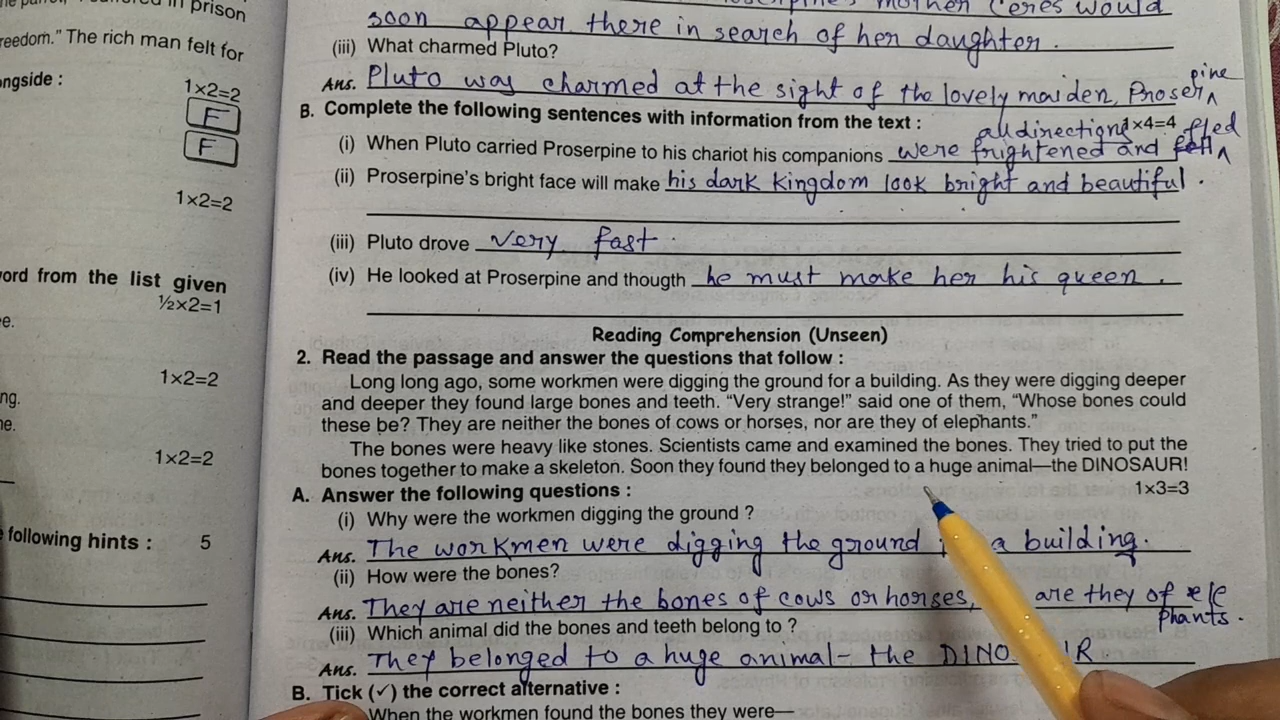 in prison
reedom." The rich man felt for
ngside :
1×2=2
F
F
1×2=2
ord from the list given
½×2=1
e.
1×2=2
ng.
ne.
1×2=2
following hints : 5
mother Ceres would
soon appear there in search of her daughter.
(iii) What charmed Pluto?
Ans. Pluto was charmed at the sight of the lovely maiden, Proserpine
B. Complete the following sentences with information from the text : 1×4=4
(i) When Pluto carried Proserpine to his chariot his companions were frightened and fled all directions
(ii) Proserpine's bright face will make his dark kingdom look bright and beautiful.
(iii) Pluto drove very fast.
(iv) He looked at Proserpine and thougth he must make her his queen.
Reading Comprehension (Unseen)
2. Read the passage and answer the questions that follow :
Long long ago, some workmen were digging the ground for a building. As they were digging deeper
and deeper they found large bones and teeth. "Very strange!" said one of them, "Whose bones could
these be? They are neither the bones of cows or horses, nor are they of elephants."
The bones were heavy like stones. Scientists came and examined the bones. They tried to put the
bones together to make a skeleton. Soon they found they belonged to a huge animal—the DINOSAUR!
A. Answer the following questions : 1×3=3
(i) Why were the workmen digging the ground ?
Ans. The workmen were digging the ground a building.
(ii) How were the bones?
Ans. They are neither the bones of cows or horses, are they of elephants.
(iii) Which animal did the bones and teeth belong to ?
Ans. They belonged to a huge animal- the DINO R
B. Tick (✓) the correct alternative :
When the workmen found the bones they were—